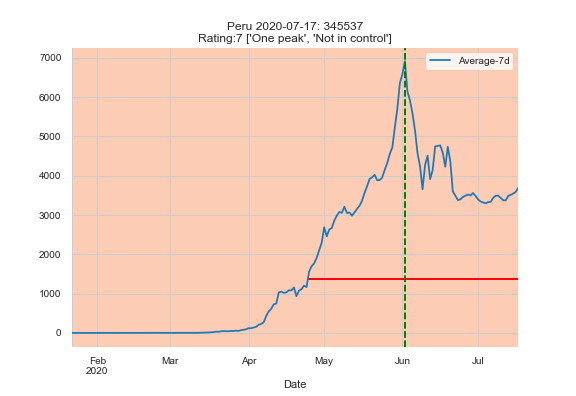 Peru 2020-07-17: 345537
Rating:7 ['One peak', 'Not in control']
Average-7d
7000
6000
5000
4000
3000
2000
1000
0
Feb
2020
Mar
Apr
May
Jun
Jul
Date